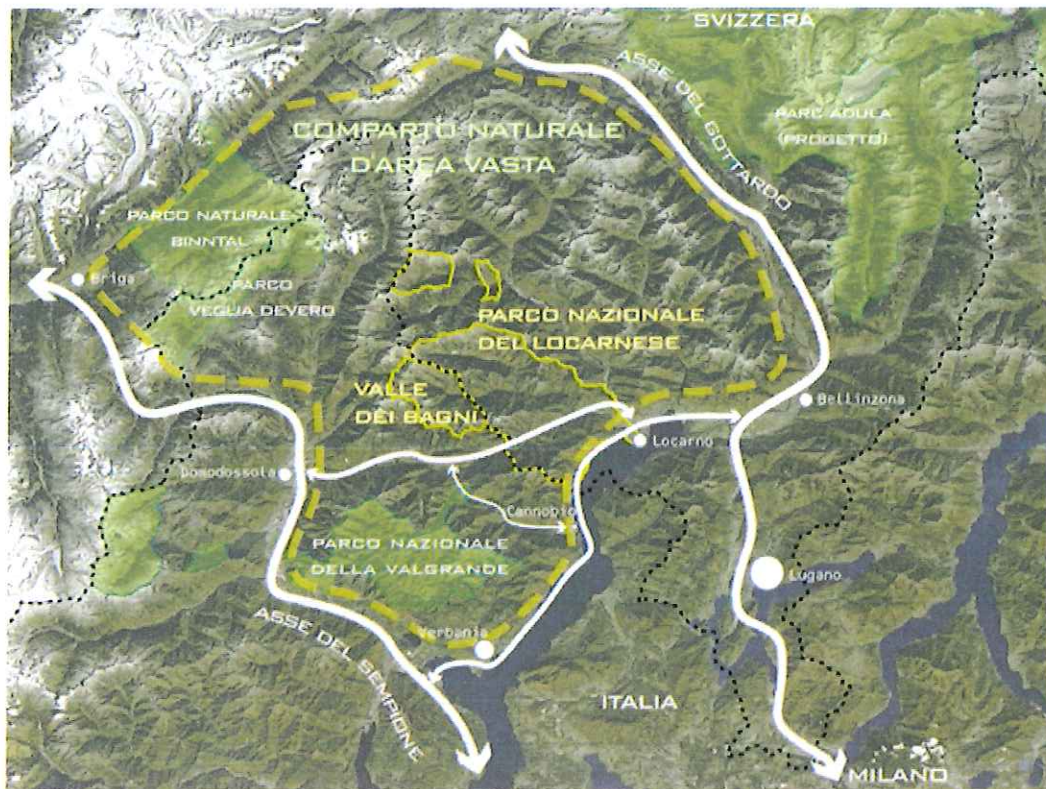 SVIZZERA
ASSE DEL GOTTARDO
PARC ADULA
(PROGETTO)
COMPARTO NATURALE
D'AREA VASTA
PARCO NATURALE
BINNTAL
Briga
PARCO
VEGLIA DEVERO
PARCO NAZIONALE
DEL LOCARNESE
VALLE
DEI BAGNI
Bellinzona
Locarno
Domodossola
Cannobio
PARCO NAZIONALE
DELLA VALGRANDE
Lugano
Verbania
ASSE DEL SEMPIONE
ITALIA
MILANO